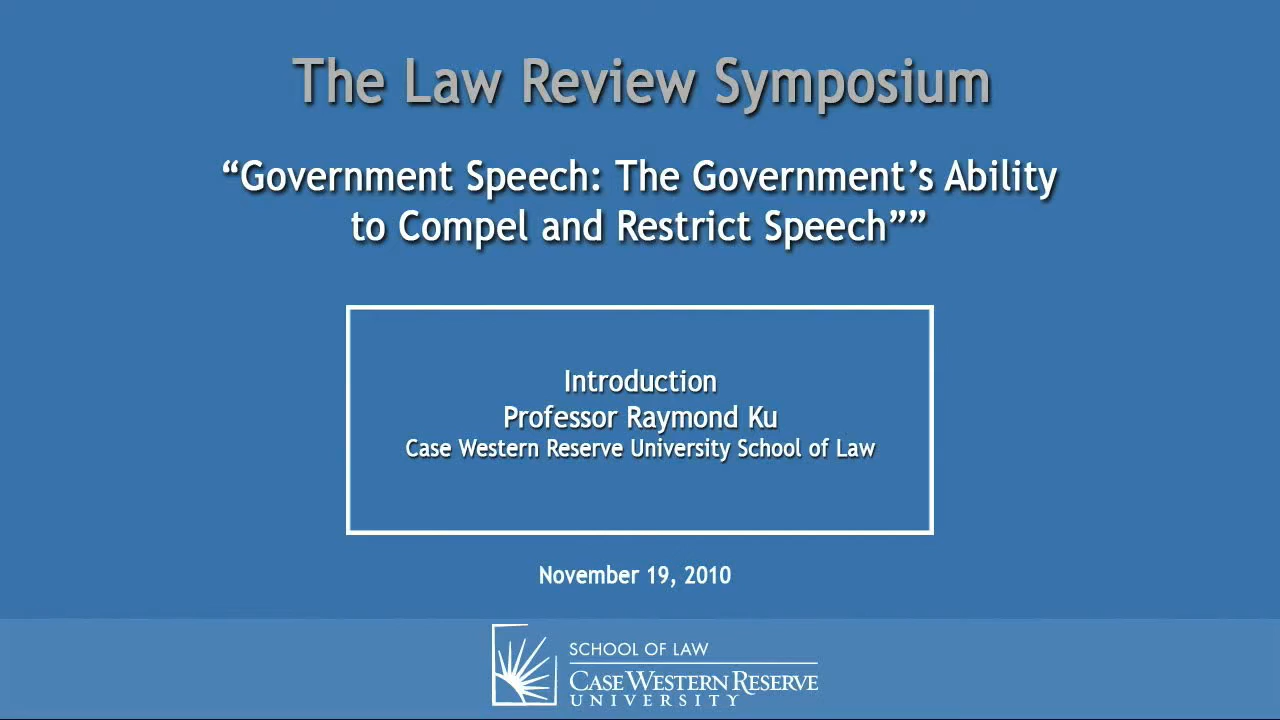 The Law Review Symposium
“Government Speech: The Government’s Ability
to Compel and Restrict Speech””
Introduction
Professor Raymond Ku
Case Western Reserve University School of Law
November 19, 2010
SCHOOL OF LAW
CASE WESTERN RESERVE
UNIVERSITY